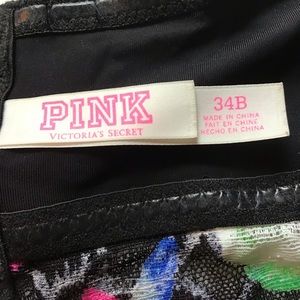 PINK
VICTORIA'S SECRET
34B
MADE IN CHINA
FAIT EN CHINE
HECHO EN CHINA